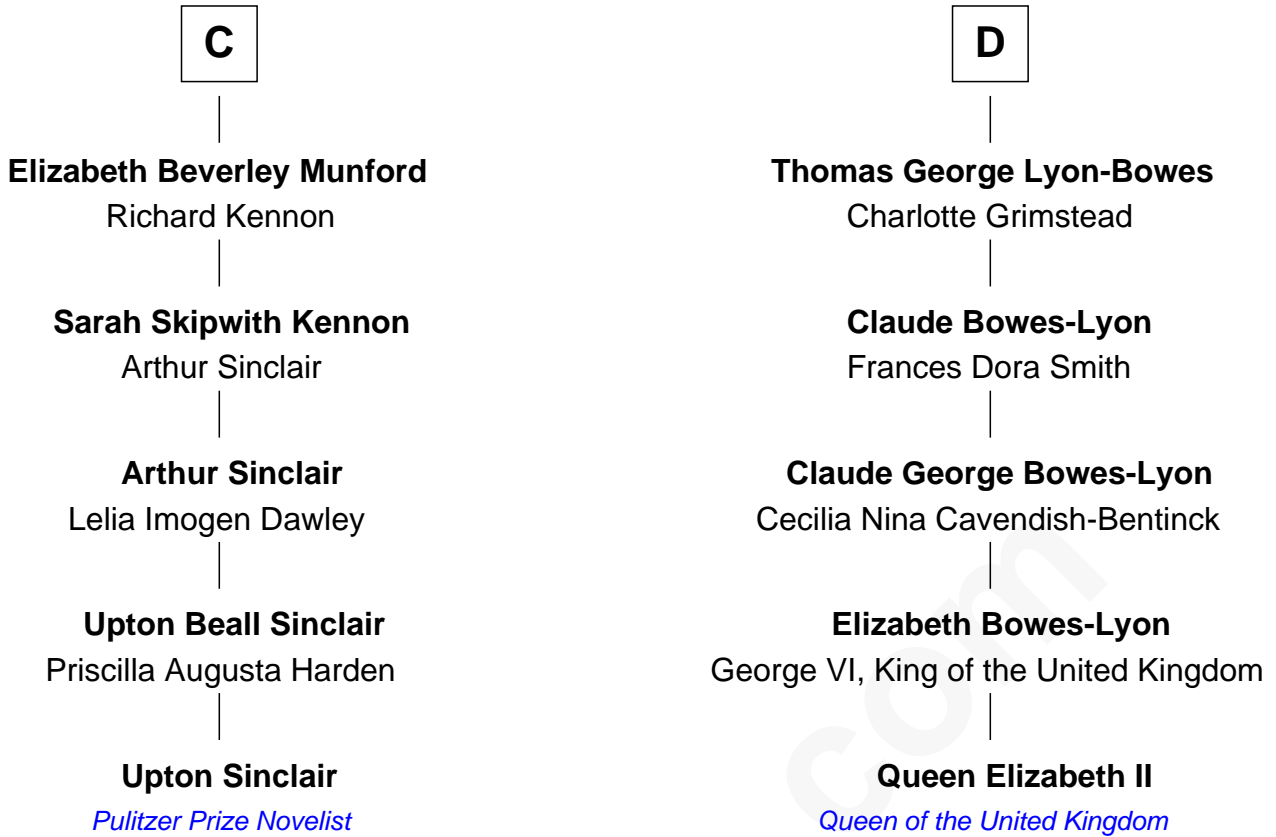 C
Elizabeth Beverley Munford
Richard Kennon
Sarah Skipwith Kennon
Arthur Sinclair
Arthur Sinclair
Lelia Imogen Dawley
Upton Beall Sinclair
Priscilla Augusta Harden
Upton Sinclair
Pulitzer Prize Novelist
D
Thomas George Lyon-Bowes
Charlotte Grimstead
Claude Bowes-Lyon
Frances Dora Smith
Claude George Bowes-Lyon
Cecilia Nina Cavendish-Bentinck
Elizabeth Bowes-Lyon
George VI, King of the United Kingdom
Queen Elizabeth II
Queen of the United Kingdom
com